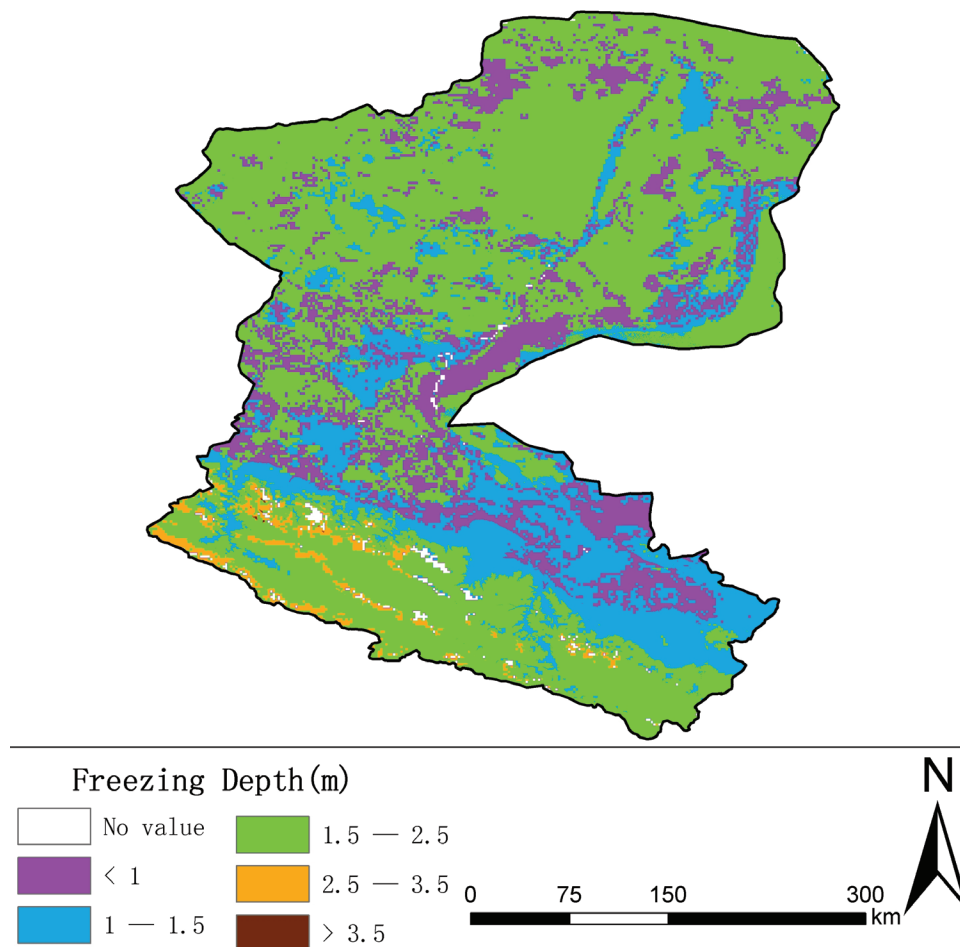 Freezing Depth(m)
No value
< 1
1 — 1.5
1.5 — 2.5
2.5 — 3.5
> 3.5
0 75 150 300
km
N